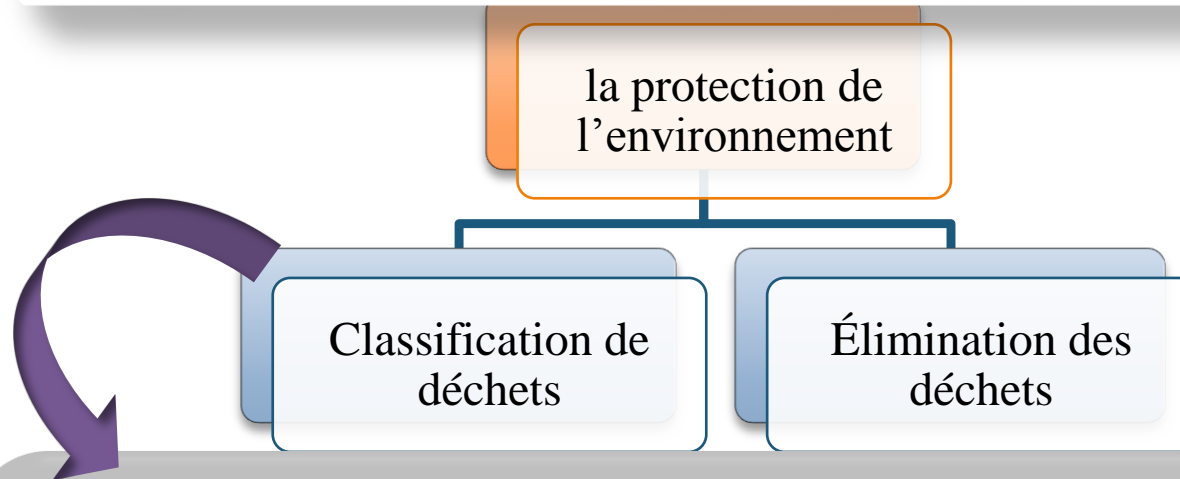 la protection de
l’environnement
Classification de
déchets
Élimination des
déchets